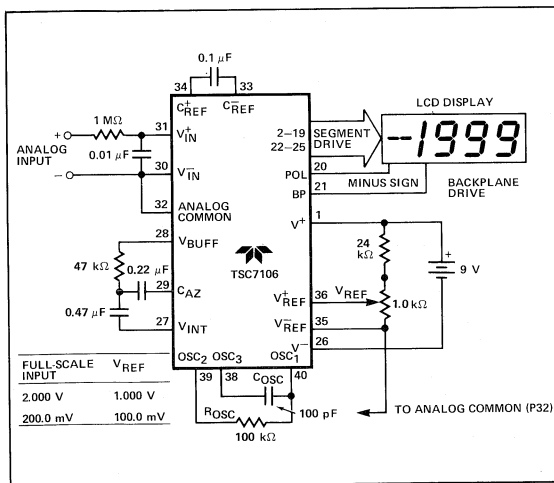 0.1 μF
34 33
C+REF C−REF
LCD DISPLAY
–1999
1 MΩ
31
V+IN
2–19 SEGMENT
22–25 DRIVE
+
ANALOG
INPUT
–
0.01 μF
30
V−IN
20
POL
MINUS SIGN
21
BP
BACKPLANE
DRIVE
32
ANALOG
COMMON
1
V+
28
VBUFF
47 kΩ
0.22 μF
29
CAZ
TSC7106
24
kΩ
+
9 V
V+REF
36
VREF
1.0 kΩ
0.47 μF
27
VINT
V−REF
35
V−
26
OSC2 OSC3 OSC1
39 38 40
COSC
ROSC
100 pF
100 kΩ
TO ANALOG COMMON (P32)
FULL-SCALE
INPUT VREF
2.000 V 1.000 V
200.0 mV 100.0 mV